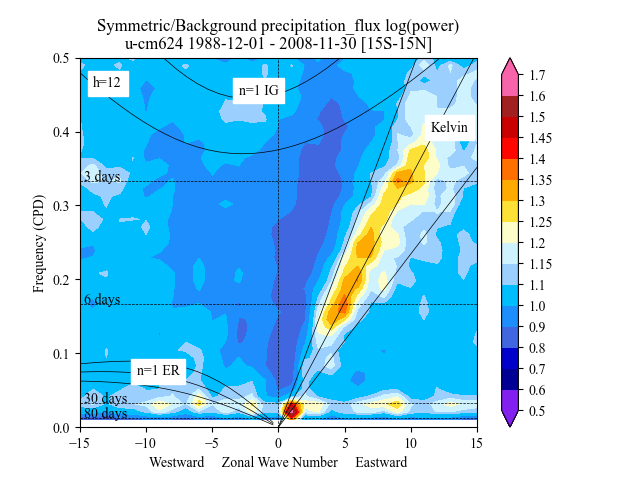 Symmetric/Background precipitation_flux log(power)
u-cm624 1988-12-01 - 2008-11-30 [15S-15N]
0.5
0.4
0.3
0.2
0.1
0.0
Frequency (CPD)
h=12
n=1 IG
Kelvin
3 days
6 days
n=1 ER
30 days
80 days
−15
−10
−5
0
5
10
15
Westward Zonal Wave Number Eastward
1.7
1.6
1.5
1.45
1.4
1.35
1.3
1.25
1.2
1.15
1.1
1.0
0.9
0.8
0.7
0.6
0.5